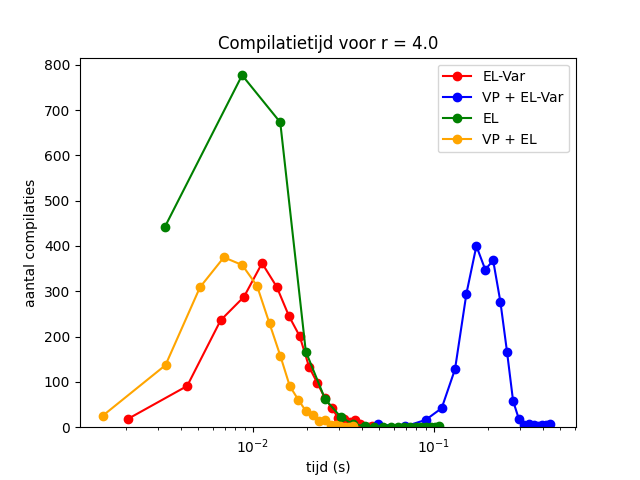 Compilatietijd voor r = 4.0
800
700
600
500
400
300
200
100
0
aantal compilaties
EL-Var
VP + EL-Var
EL
VP + EL
10⁻²
10⁻¹
tijd (s)